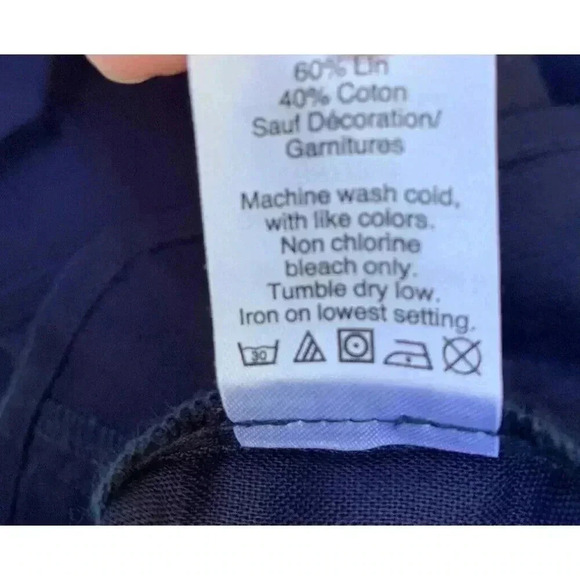 60% Lin
40% Coton
Sauf Décoration/
Garnitures
Machine wash cold,
with like colors.
Non chlorine
bleach only.
Tumble dry low.
Iron on lowest setting.
30